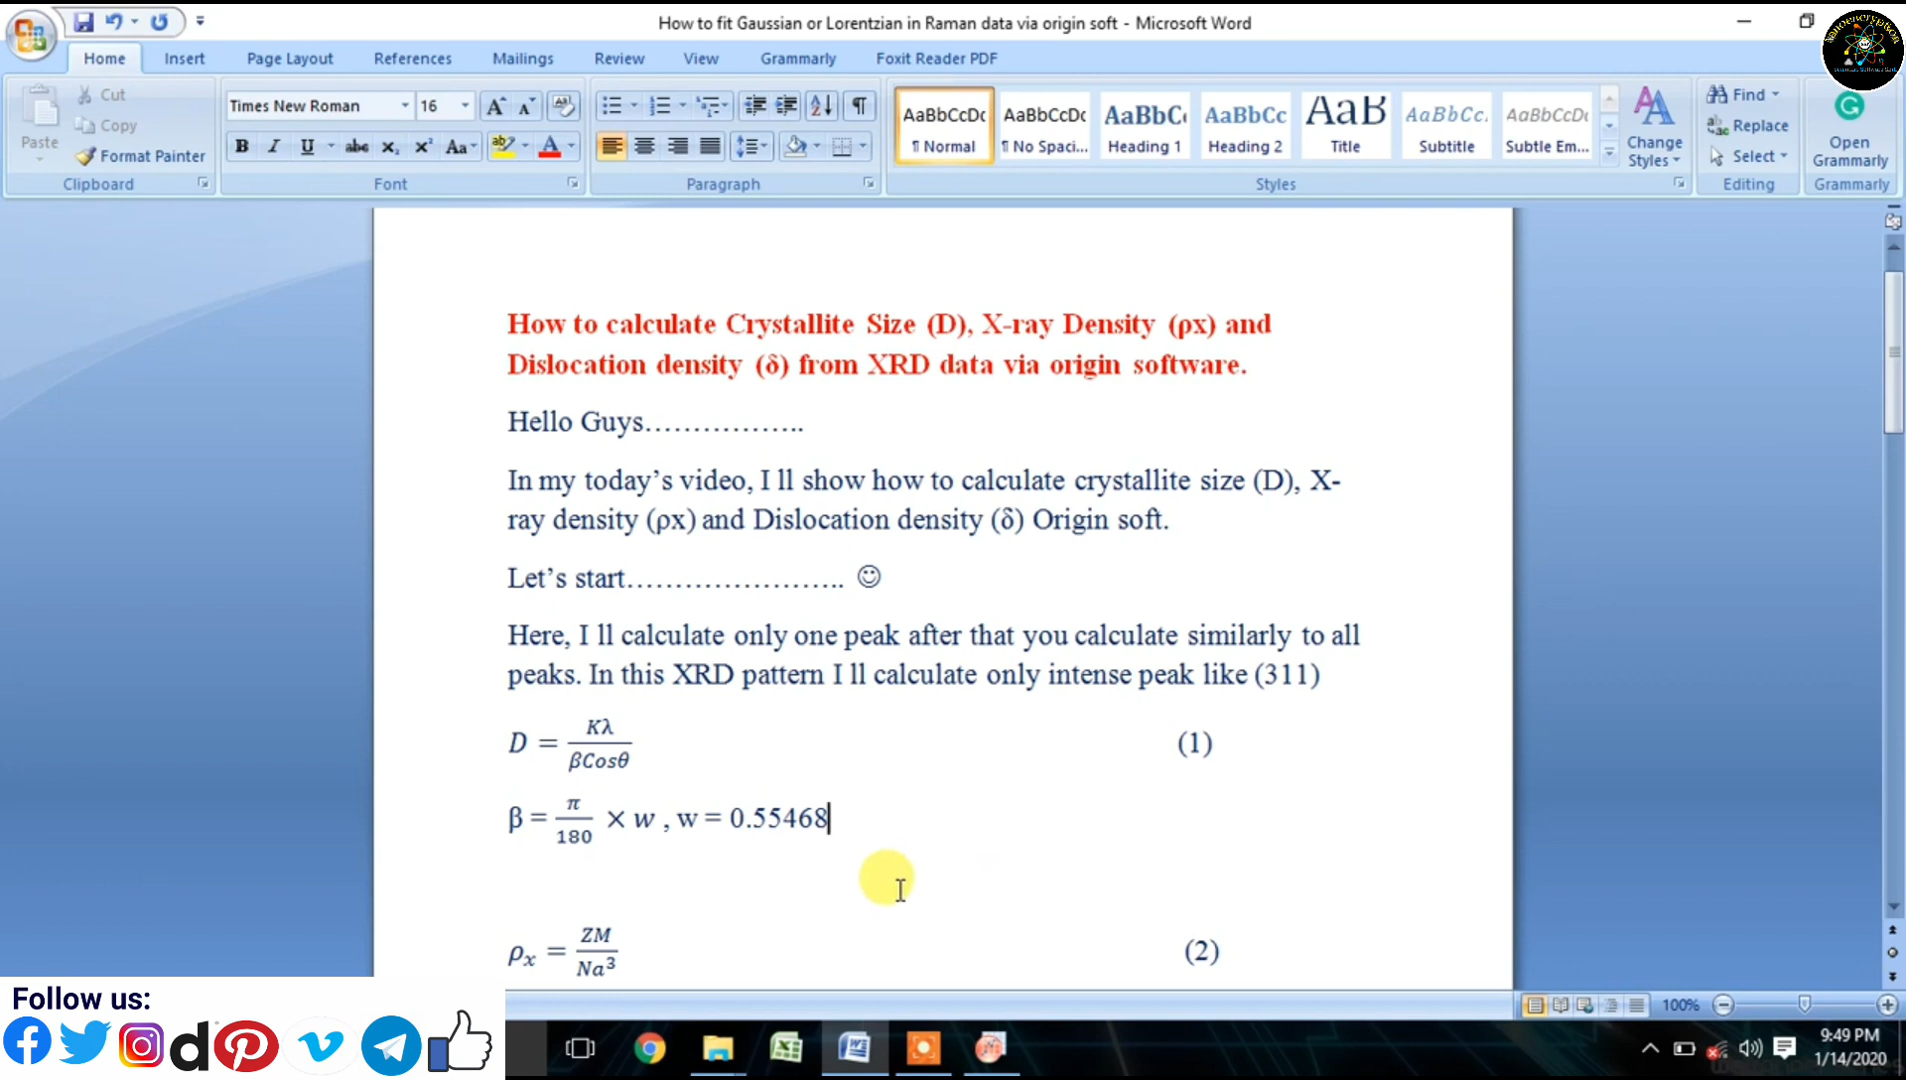 How to fit Gaussian or Lorentzian in Raman data via origin soft - Microsoft Word
Home Insert Page Layout References Mailings Review View Grammarly Foxit Reader PDF
Paste
Cut
Copy
Format Painter
Clipboard
Times New Roman 16
Font
Paragraph
AaBbCcDc AaBbCcDc AaBbC AaBbCc AaB AaBbCc. AaBbCcDc
¶ Normal ¶ No Spaci... Heading 1 Heading 2 Title Subtitle Subtle Em...
Change Styles
Styles
Find
Replace
Select
Editing
Open Grammarly
Grammarly
How to calculate Crystallite Size (D), X-ray Density (ρx) and
Dislocation density (δ) from XRD data via origin software.
Hello Guys……………..
In my today’s video, I ll show how to calculate crystallite size (D), X-
ray density (ρx) and Dislocation density (δ) Origin soft.
Let’s start………………….. ☺
Here, I ll calculate only one peak after that you calculate similarly to all
peaks. In this XRD pattern I ll calculate only intense peak like (311)
D = Kλ / βCosθ (1)
β = π / 180 × w , w = 0.55468
ρx = ZM / Na³ (2)
Follow us:
100%
9:49 PM
1/14/2020